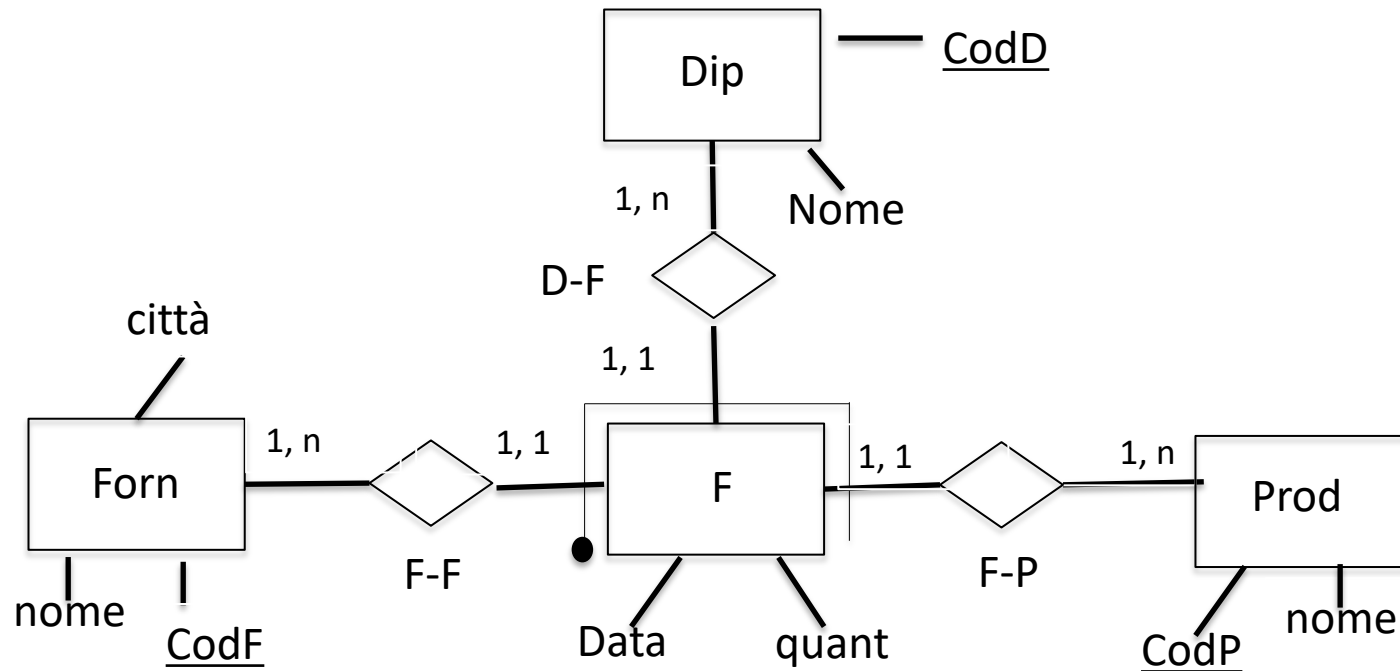 Dip
CodD
1, n
Nome
D-F
città
1, 1
1, n
1, 1
1, 1
1, n
Forn
F
Prod
F-F
F-P
nome
CodF
Data
quant
CodP
nome